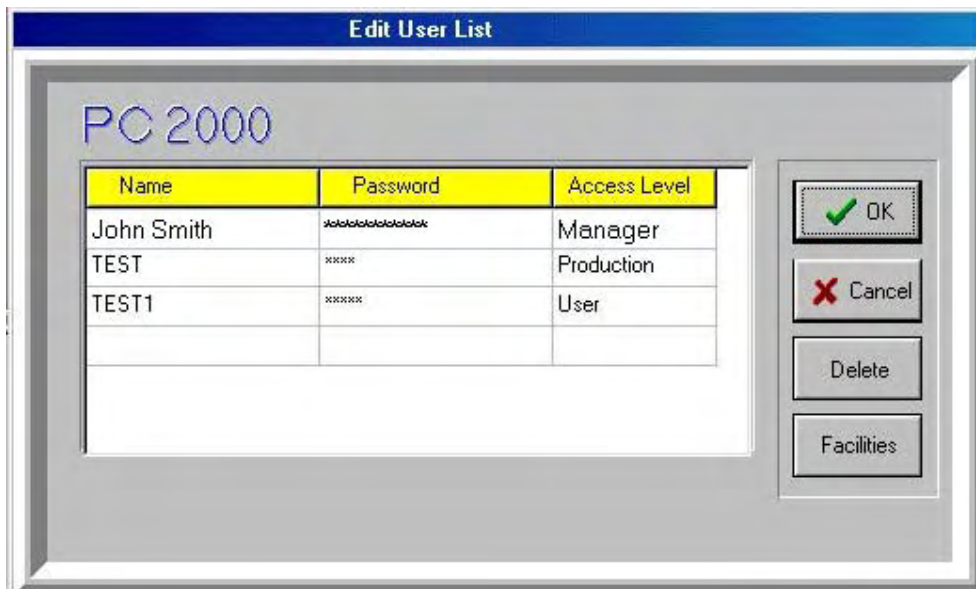 Edit User List
PC 2000
Name Password Access Level
John Smith ************* Manager
TEST **** Production
TEST1 ***** User
OK
Cancel
Delete
Facilities